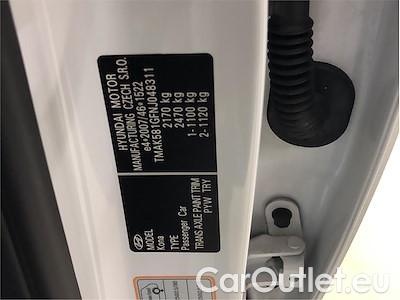 HYUNDAI MOTOR
MANUFACTURING CZECH S.R.O.
e4*2007/46*1522
TMAK581GFNJ048311
2170 kg
2470 kg
1-1100 kg
2-1120 kg
MODEL
Kona
TYPE
Passenger Car
TRANS AXLE PAINT TRIM
PYW TRY
CarOutlet.eu